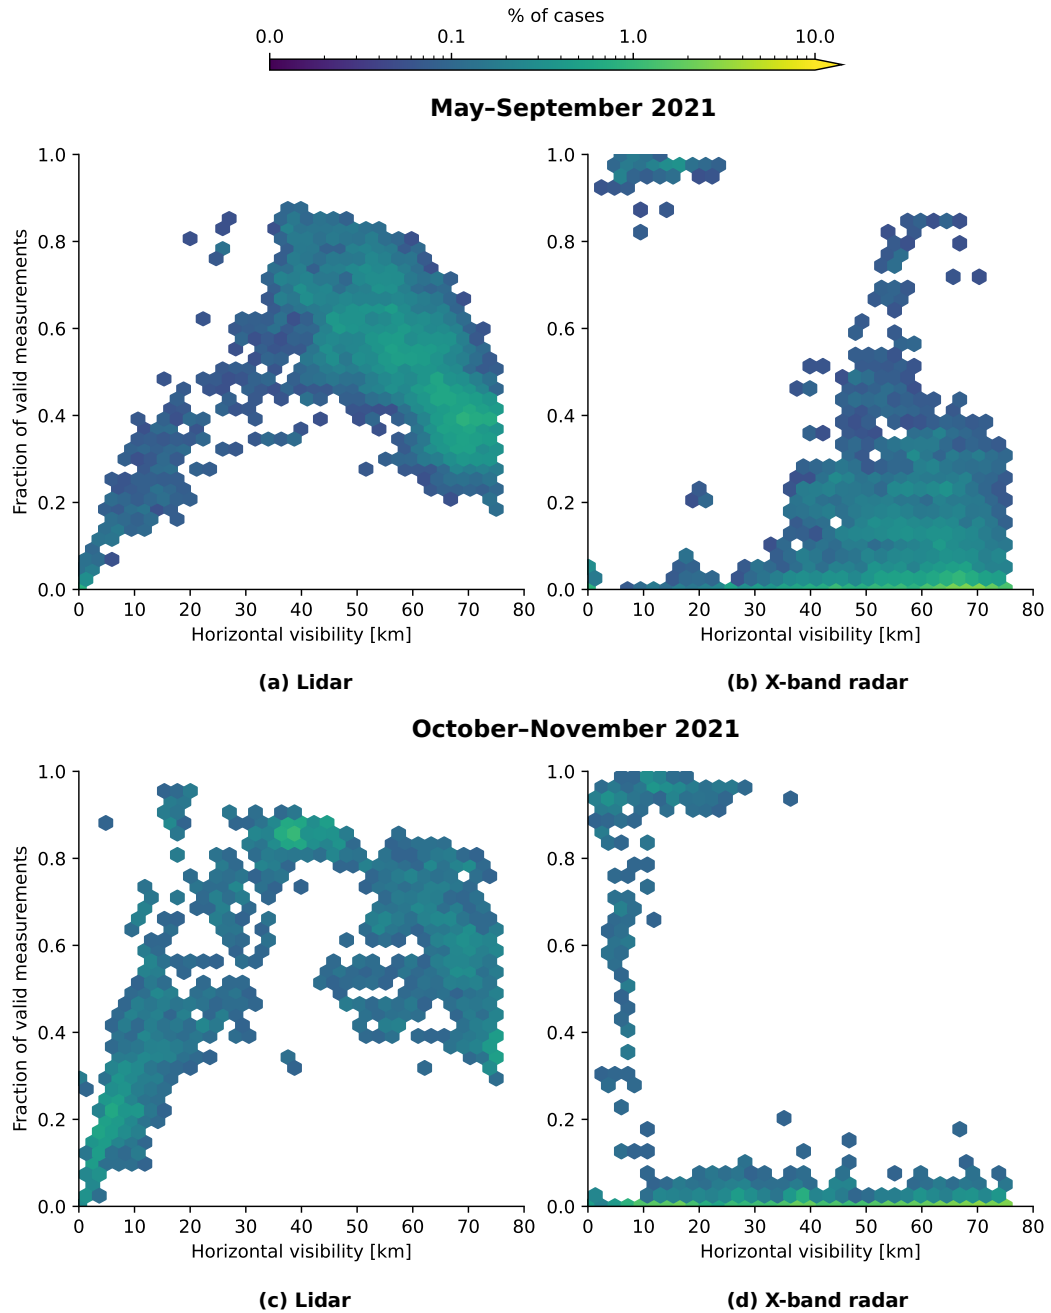 % of cases
0.0 0.1 1.0 10.0
May–September 2021
1.0
0.8
0.6
0.4
0.2
0.0
Fraction of valid measurements
0 10 20 30 40 50 60 70 80
Horizontal visibility [km]
(a) Lidar
1.0
0.8
0.6
0.4
0.2
0.0
0 10 20 30 40 50 60 70 80
Horizontal visibility [km]
(b) X-band radar
October–November 2021
1.0
0.8
0.6
0.4
0.2
0.0
Fraction of valid measurements
0 10 20 30 40 50 60 70 80
Horizontal visibility [km]
(c) Lidar
1.0
0.8
0.6
0.4
0.2
0.0
0 10 20 30 40 50 60 70 80
Horizontal visibility [km]
(d) X-band radar